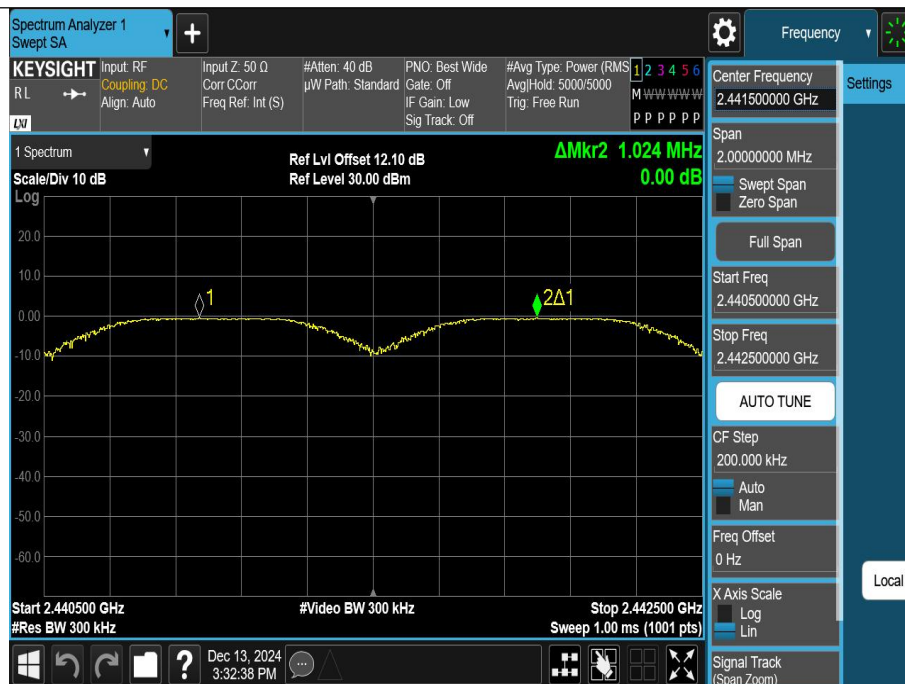 Spectrum Analyzer 1
Swept SA
Frequency
KEYSIGHT
RL
LXI
Input: RF
Coupling: DC
Align: Auto
Input Z: 50 Ω
Corr CCorr
Freq Ref: Int (S)
#Atten: 40 dB
µW Path: Standard
PNO: Best Wide
Gate: Off
IF Gain: Low
Sig Track: Off
#Avg Type: Power (RMS
Avg|Hold: 5000/5000
Trig: Free Run
1 2 3 4 5 6
M W W W W W
P P P P P P
1 Spectrum
Scale/Div 10 dB
Log
Ref Lvl Offset 12.10 dB
Ref Level 30.00 dBm
ΔMkr2 1.024 MHz
0.00 dB
20.0
10.0
0.00
-10.0
-20.0
-30.0
-40.0
-50.0
-60.0
1
2Δ1
Start 2.440500 GHz
#Res BW 300 kHz
#Video BW 300 kHz
Stop 2.442500 GHz
Sweep 1.00 ms (1001 pts)
?
Dec 13, 2024
3:32:38 PM
Center Frequency
2.441500000 GHz
Span
2.00000000 MHz
Swept Span
Zero Span
Full Span
Start Freq
2.440500000 GHz
Stop Freq
2.442500000 GHz
AUTO TUNE
CF Step
200.000 kHz
Auto
Man
Freq Offset
0 Hz
X Axis Scale
Log
Lin
Signal Track
(Span Zoom)
Settings
Local